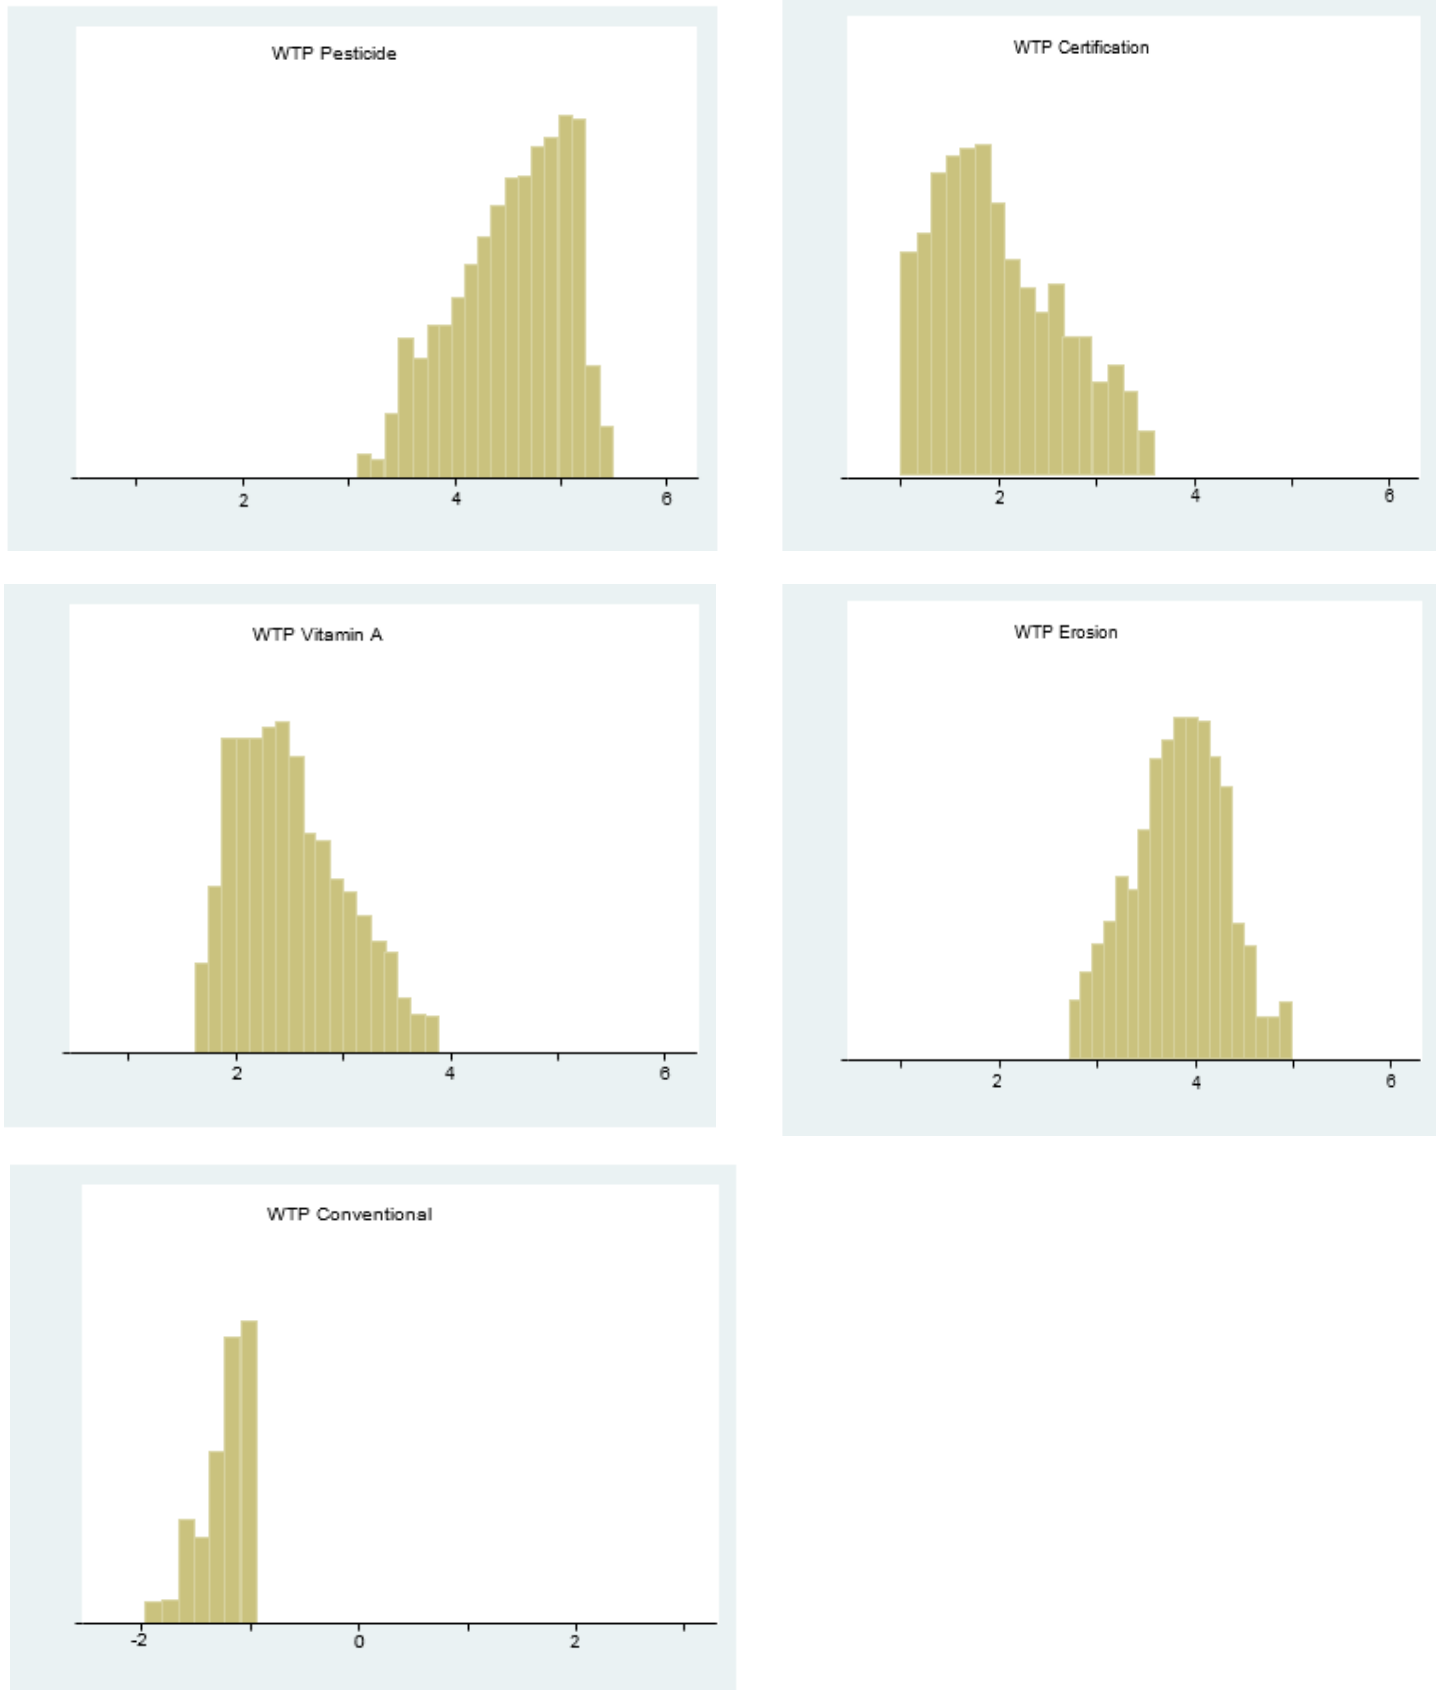 WTP Pesticide
2 4 6
WTP Certification
2 4 6
WTP Vitamin A
2 4 6
WTP Erosion
2 4 6
WTP Conventional
-2 0 2